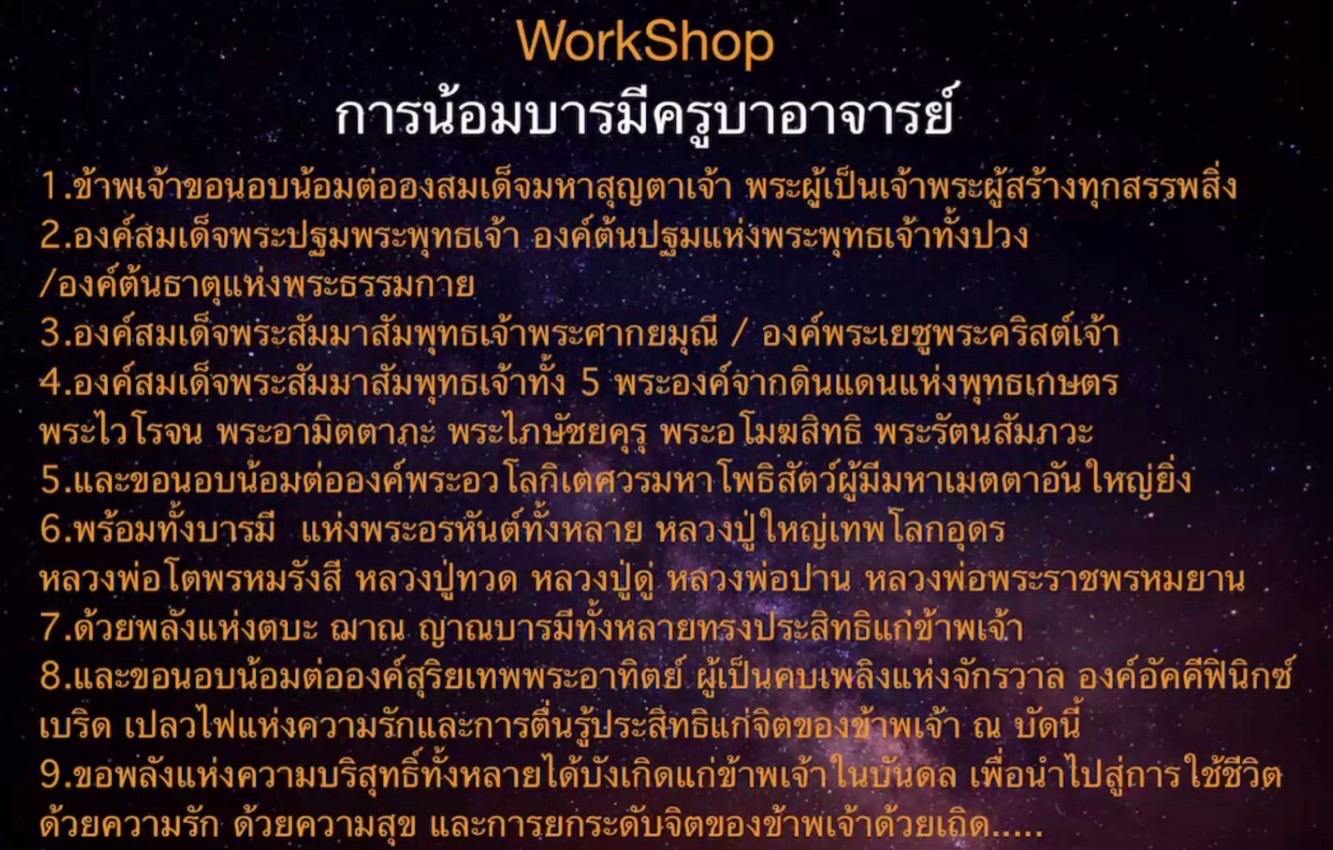 WorkShop
การน้อมบารมีครูบาอาจารย์
1.ข้าพเจ้าขอนอบน้อมต่อองสมเด็จมหาสุญตาเจ้า พระผู้เป็นเจ้าพระผู้สร้างทุกสรรพสิ่ง
2.องค์สมเด็จพระปฐมพระพุทธเจ้า องค์ต้นปฐมแห่งพระพุทธเจ้าทั้งปวง
/องค์ต้นธาตุแห่งพระธรรมกาย
3.องค์สมเด็จพระสัมมาสัมพุทธเจ้าพระศากยมุณี / องค์พระเยซูพระคริสต์เจ้า
4.องค์สมเด็จพระสัมมาสัมพุทธเจ้าทั้ง 5 พระองค์จากดินแดนแห่งพุทธเกษตร
พระไวโรจน พระอามิตตาภะ พระไภษัชยคุรุ พระอโมฆสิทธิ พระรัตนสัมภวะ
5.และขอนอบน้อมต่อองค์พระอวโลกิเตศวรมหาโพธิสัตว์ผู้มีมหาเมตตาอันใหญ่ยิ่ง
6.พร้อมทั้งบารมี แห่งพระอรหันต์ทั้งหลาย หลวงปู่ใหญ่เทพโลกอุดร
หลวงพ่อโตพรหมรังสี หลวงปู่ทวด หลวงปู่ดู่ หลวงพ่อปาน หลวงพ่อพระราชพรหมยาน
7.ด้วยพลังแห่งตบะ ฌาณ ญาณบารมีทั้งหลายทรงประสิทธิแก่ข้าพเจ้า
8.และขอนอบน้อมต่อองค์สุริยเทพพระอาทิตย์ ผู้เป็นคบเพลิงแห่งจักรวาล องค์อัคคีฟินิกซ์
เบริด เปลวไฟแห่งความรักและการตื่นรู้ประสิทธิแก่จิตของข้าพเจ้า ณ บัดนี้
9.ขอพลังแห่งความบริสุทธิ์ทั้งหลายได้บังเกิดแก่ข้าพเจ้าในบันดล เพื่อนำไปสู่การใช้ชีวิต
ด้วยความรัก ด้วยความสุข และการยกระดับจิตของข้าพเจ้าด้วยเถิด.....